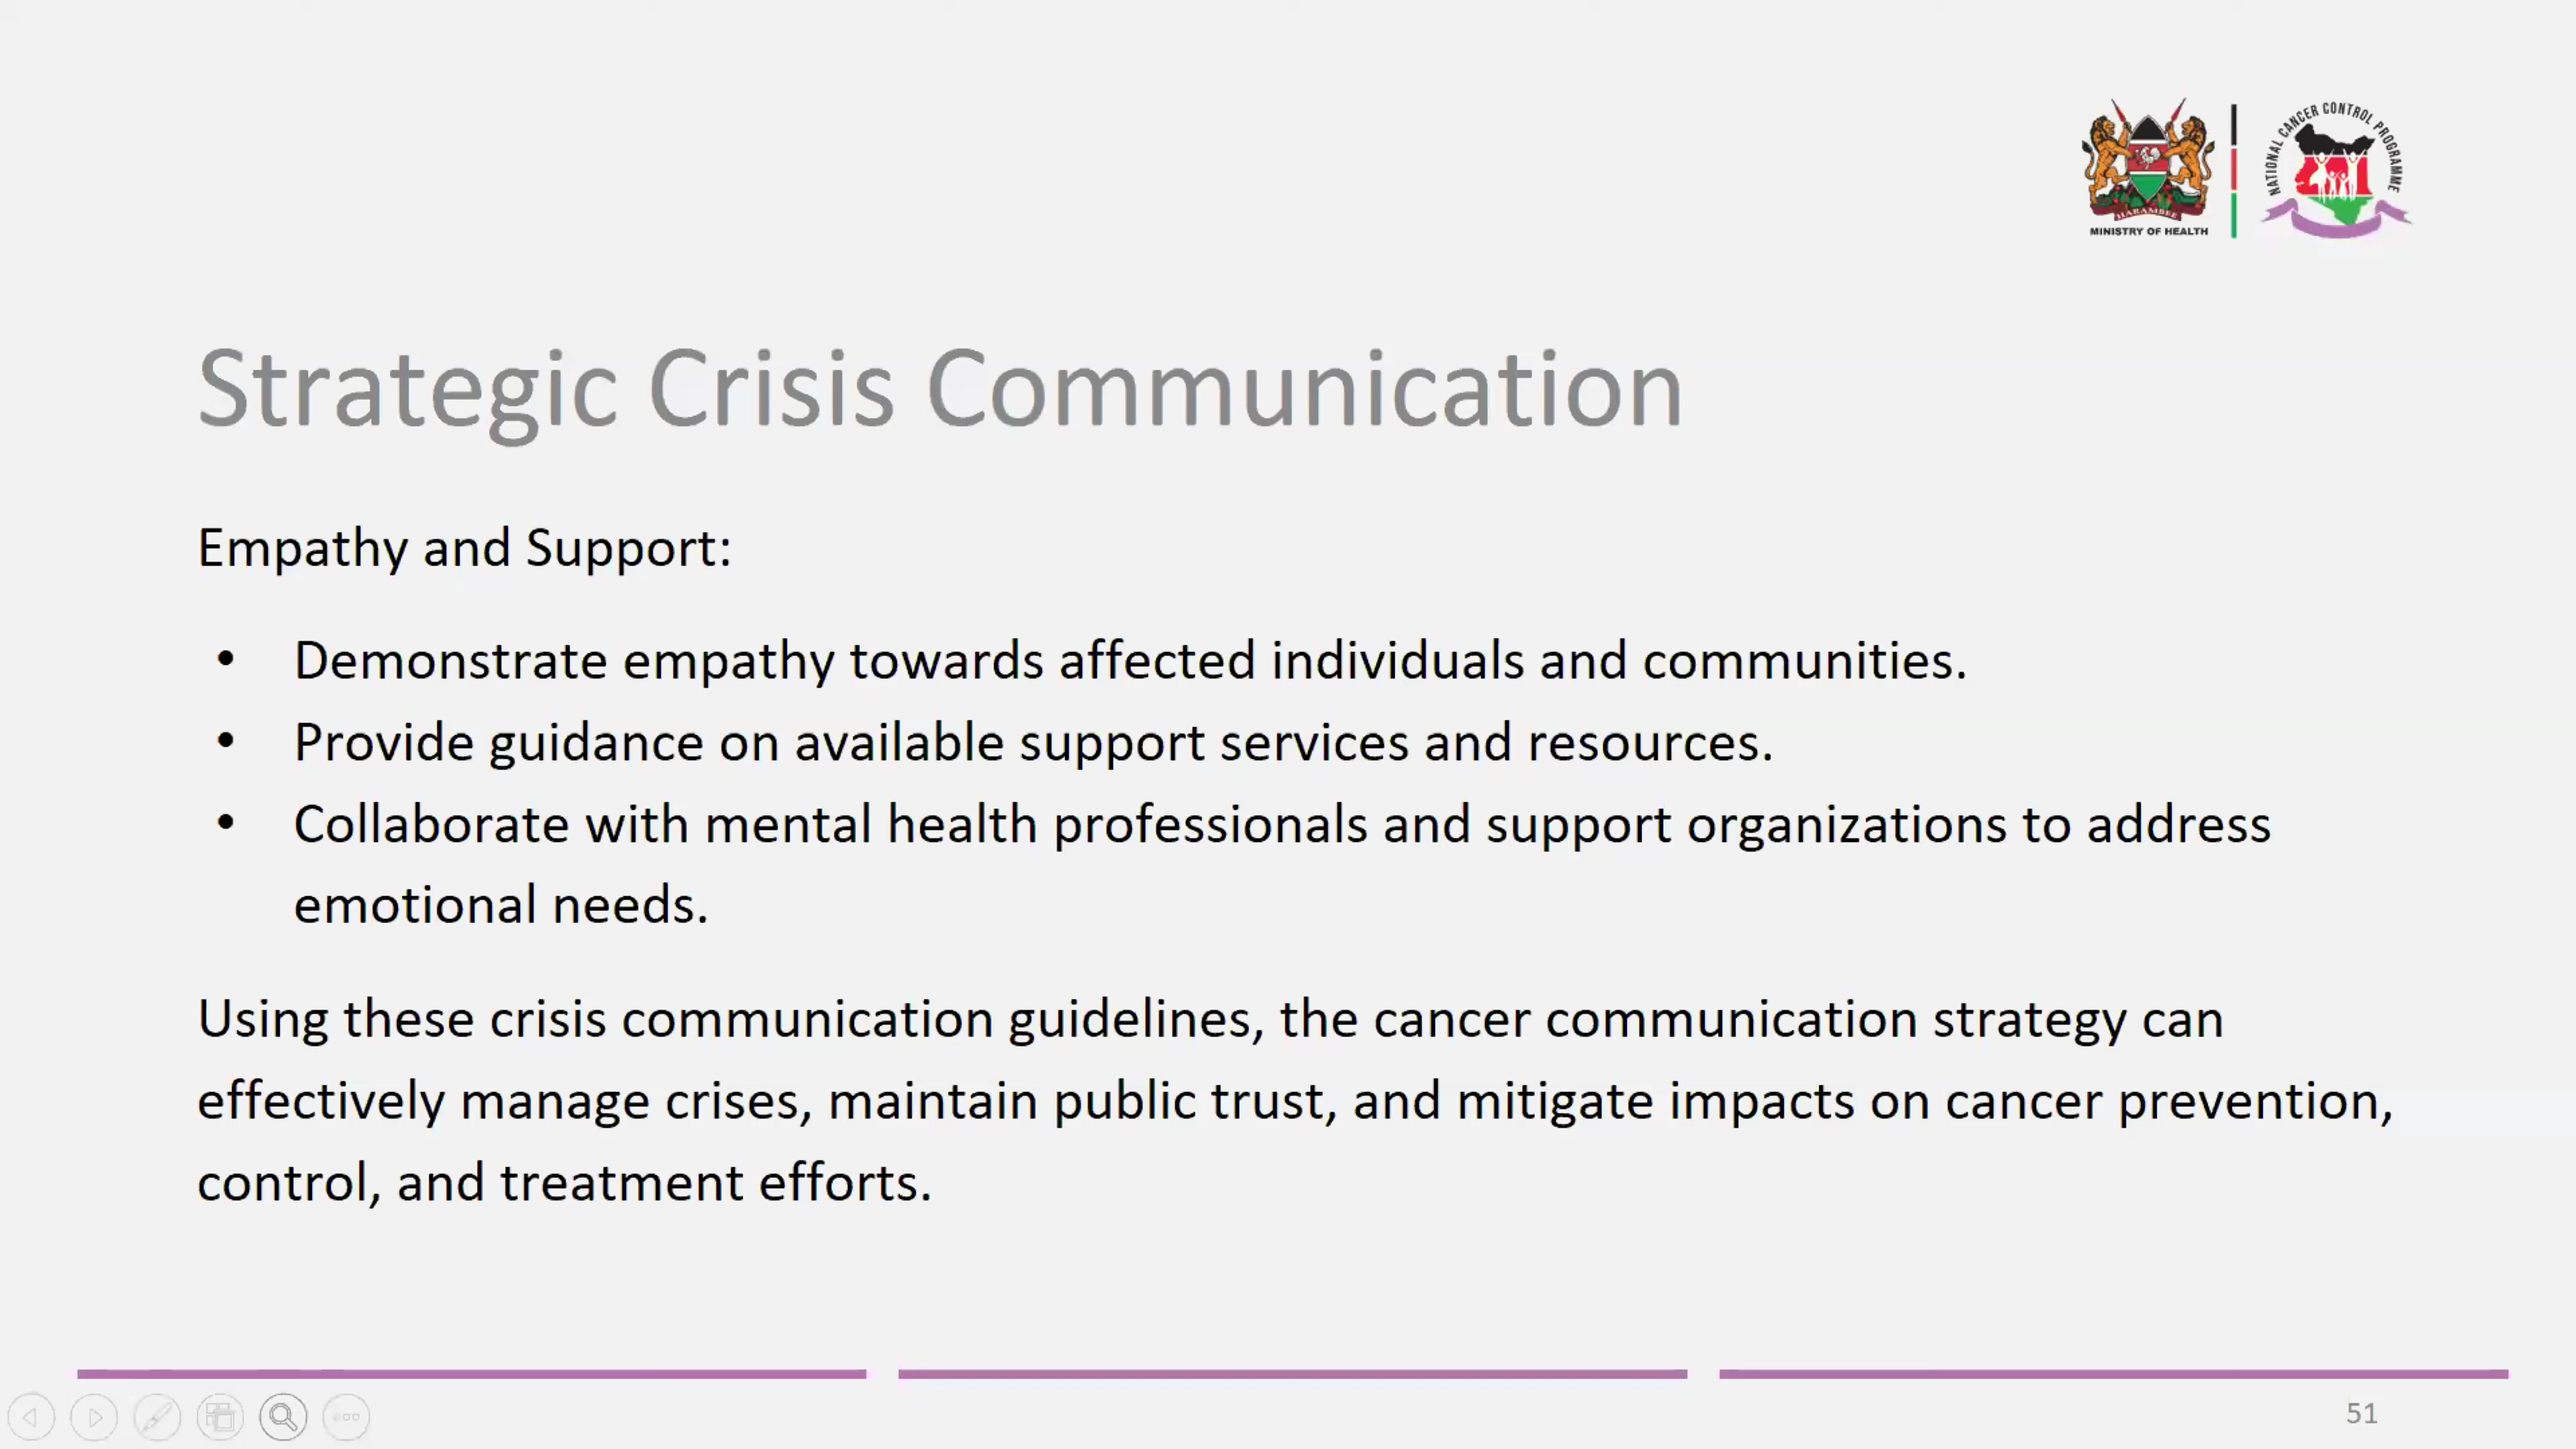 NATIONAL CANCER CONTROL PROGRAMME
HARAMBEE
MINISTRY OF HEALTH
Strategic Crisis Communication
Empathy and Support:
• Demonstrate empathy towards affected individuals and communities.
• Provide guidance on available support services and resources.
• Collaborate with mental health professionals and support organizations to address
emotional needs.
Using these crisis communication guidelines, the cancer communication strategy can
effectively manage crises, maintain public trust, and mitigate impacts on cancer prevention,
control, and treatment efforts.
51